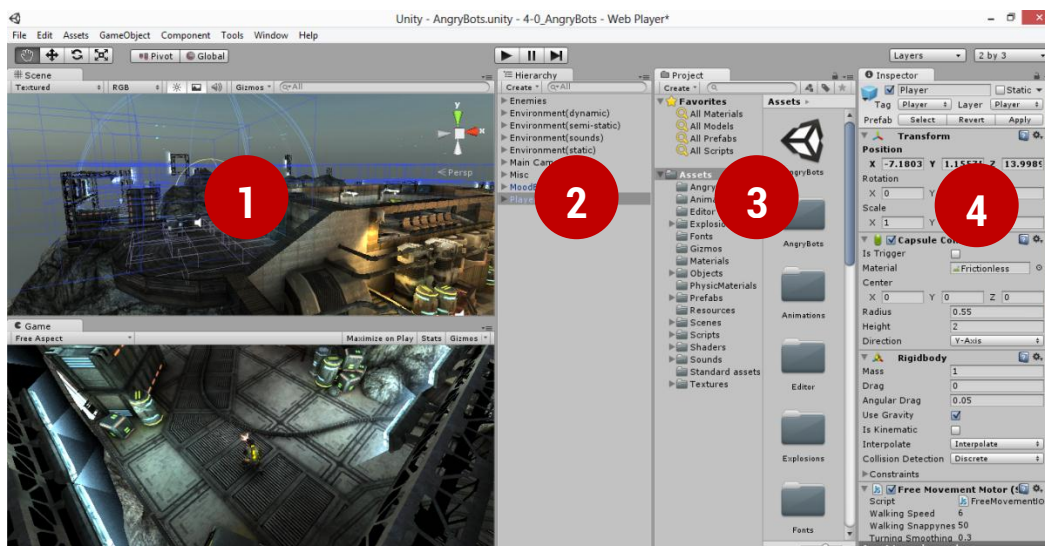 Unity - AngryBots.unity - 4-0_AngryBots - Web Player*
File Edit Assets GameObject Component Tools Window Help
Pivot Global
Layers 2 by 3
Scene
Textured RGB Gizmos All
y
x
Persp
1
Game
Free Aspect Maximize on Play Stats Gizmos
Hierarchy
Create All
Enemies
Environment(dynamic)
Environment(semi-static)
Environment(sounds)
Environment(static)
Main
Misc
Player
2
Project
Create
Favorites
All Materials
All Models
All Prefabs
All Scripts
Assets
Editor
Fonts
Gizmos
Materials
Objects
PhysicMaterials
Prefabs
Resources
Scenes
Scripts
Shaders
Sounds
Standard assets
Textures
3
Assets
AngryBots
Animations
Editor
Explosions
Fonts
Inspector
Player Static
Tag Player Layer Player
Prefab Select Revert Apply
Transform
Position
X -7.1803 Y Z 13.9989
Rotation
X 0 Y
Scale
X 1 Y
4
Capsule
Is Trigger
Material Frictionless
Center
X 0 Y 0 Z 0
Radius 0.55
Height 2
Direction Y-Axis
Rigidbody
Mass 1
Drag 0
Angular Drag 0.05
Use Gravity
Is Kinematic
Interpolate Interpolate
Collision Detection Discrete
Constraints
Free Movement Motor (S
Script FreeMovementMo
Walking Speed 6
Walking Snappynes 50
Turning Smoothing 0.3